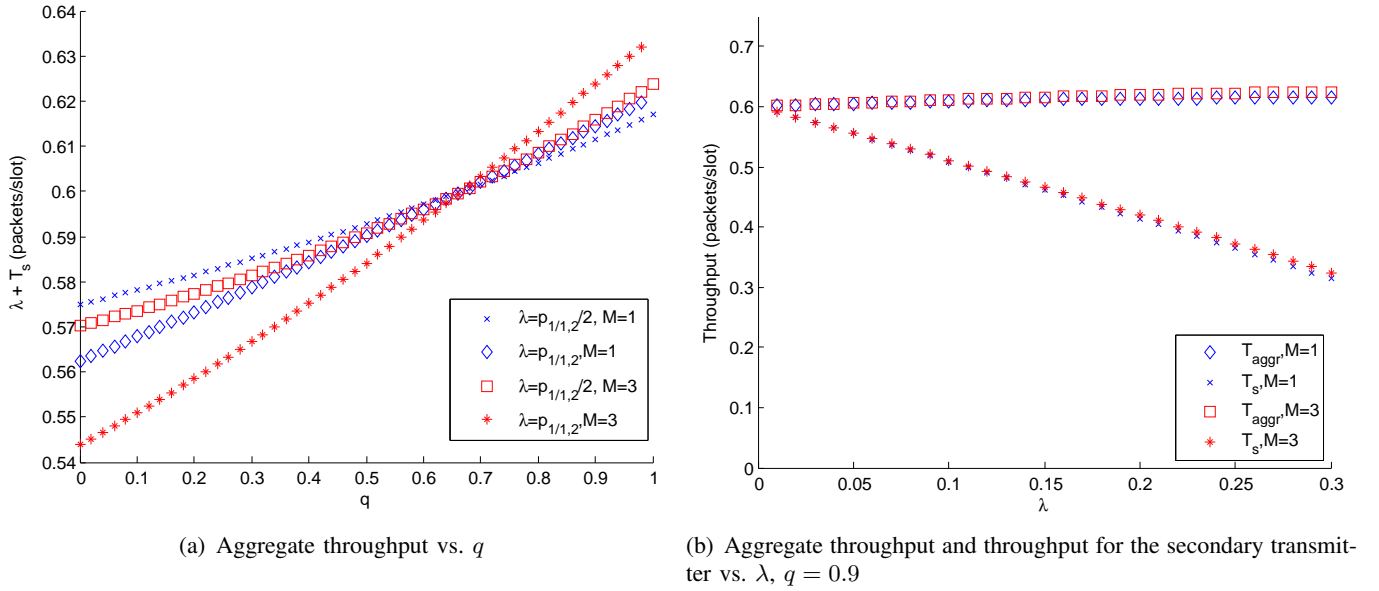 0.64
0.63
0.62
0.61
0.60
0.59
0.58
0.57
0.56
0.55
0.54
λ + T_s (packets/slot)
0 0.1 0.2 0.3 0.4 0.5 0.6 0.7 0.8 0.9 1
q
λ=p_{1/1,2}/2, M=1
λ=p_{1/1,2},M=1
λ=p_{1/1,2}/2, M=3
λ=p_{1/1,2},M=3
(a) Aggregate throughput vs. q
0.7
0.6
0.5
0.4
0.3
0.2
0.1
0
Throughput (packets/slot)
0 0.05 0.1 0.15 0.2 0.25 0.3
λ
T_{aggr},M=1
T_s,M=1
T_{aggr},M=3
T_s,M=3
(b) Aggregate throughput and throughput for the secondary transmit-
ter vs. λ, q = 0.9